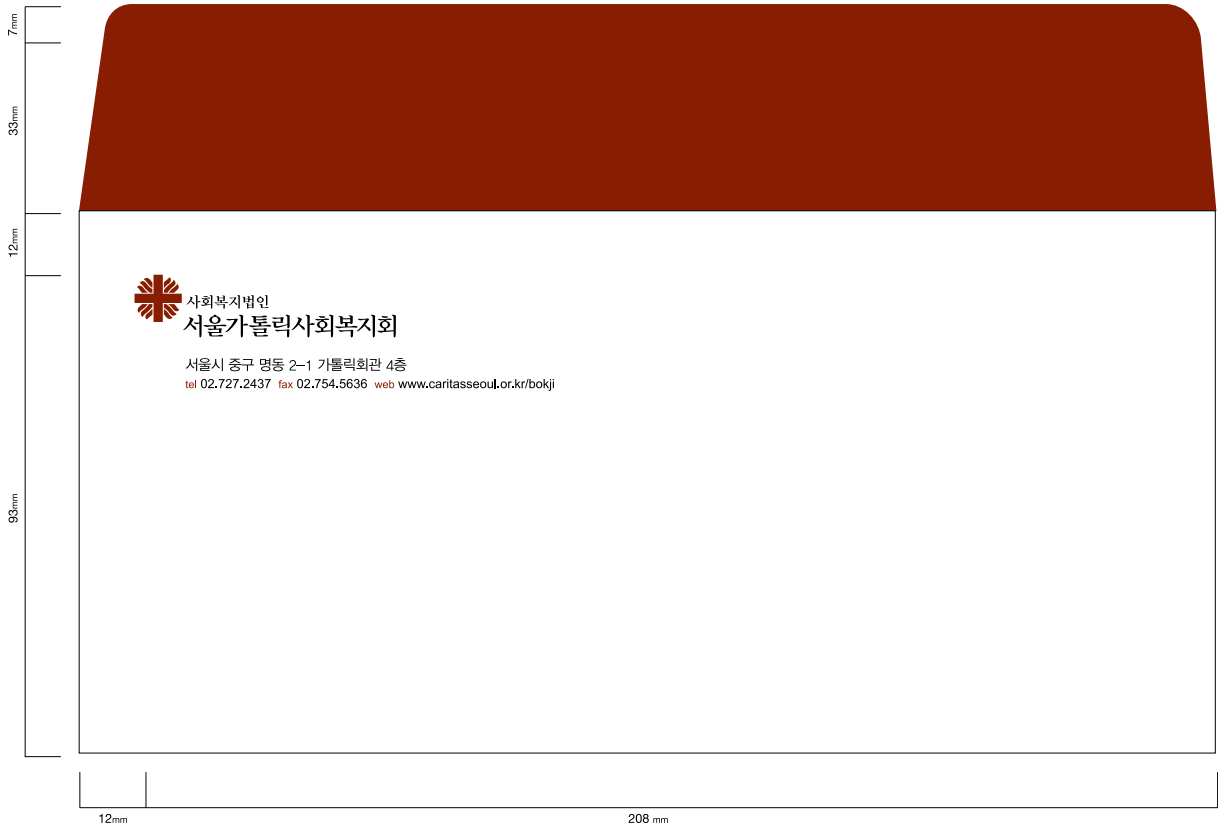 7mm
33mm
12mm
93mm
사회복지법인
서울가톨릭사회복지회
서울시 중구 명동 2-1 가톨릭회관 4층
tel 02.727.2437 fax 02.754.5636 web www.caritasseoul.or.kr/bokji
12mm
208 mm